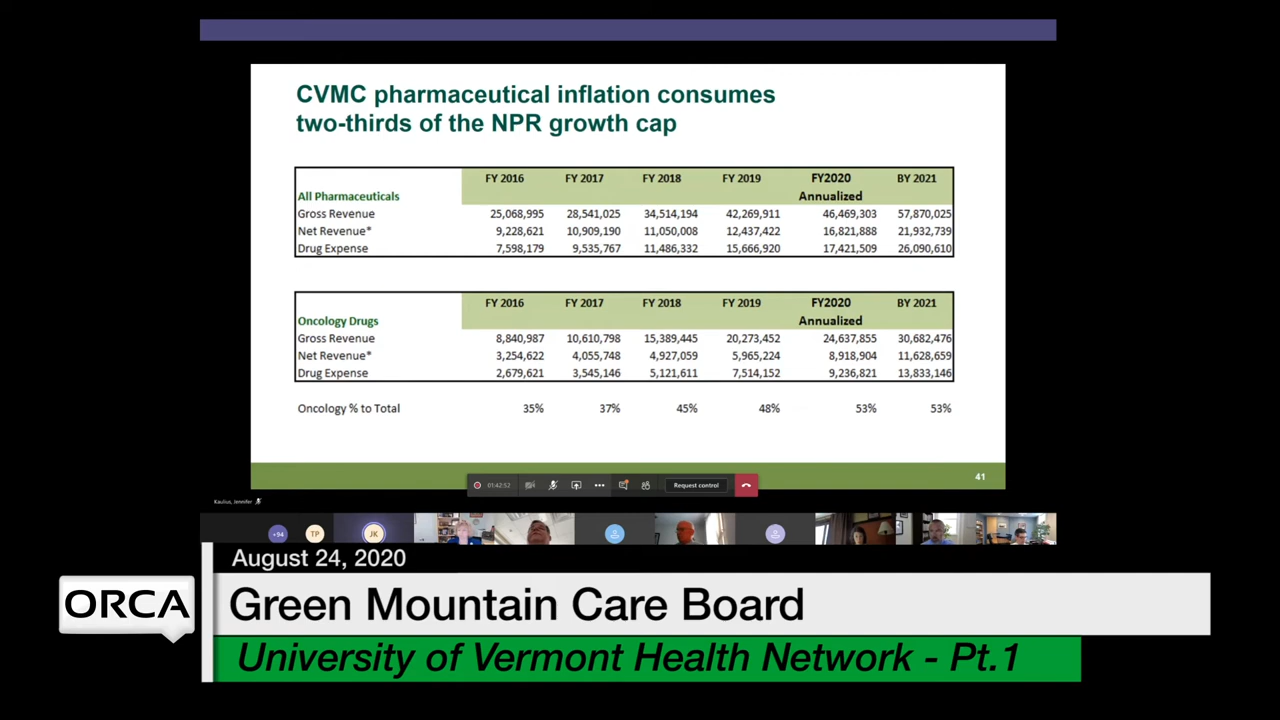 CVMC pharmaceutical inflation consumes
two-thirds of the NPR growth cap
FY 2016 FY 2017 FY 2018 FY 2019 FY2020 BY 2021
All Pharmaceuticals Annualized
Gross Revenue 25,068,995 28,541,025 34,514,194 42,269,911 46,469,303 57,870,025
Net Revenue* 9,228,621 10,909,190 11,050,008 12,437,422 16,821,888 21,932,739
Drug Expense 7,598,179 9,535,767 11,486,332 15,666,920 17,421,509 26,090,610
FY 2016 FY 2017 FY 2018 FY 2019 FY2020 BY 2021
Oncology Drugs Annualized
Gross Revenue 8,840,987 10,610,798 15,389,445 20,273,452 24,637,855 30,682,476
Net Revenue* 3,254,622 4,055,748 4,927,059 5,965,224 8,918,904 11,628,659
Drug Expense 2,679,621 3,545,146 5,121,611 7,514,152 9,236,821 13,833,146
Oncology % to Total 35% 37% 45% 48% 53% 53%
41
01:42:52 Request control
Kaulius, Jennifer
+94 TP JK
August 24, 2020
ORCA Green Mountain Care Board
University of Vermont Health Network - Pt.1